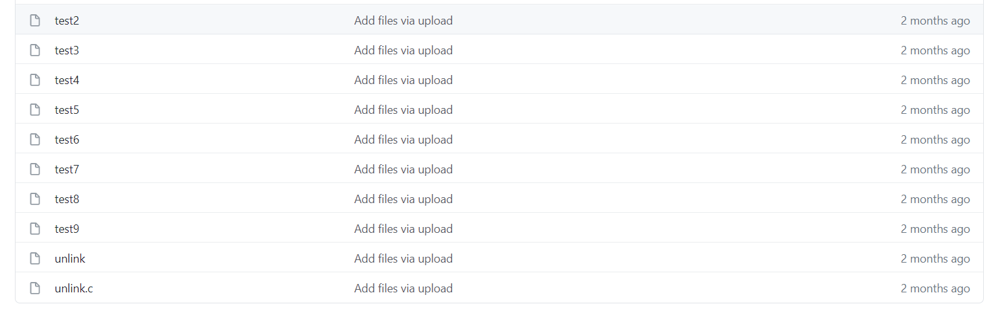 test2 Add files via upload 2 months ago
test3 Add files via upload 2 months ago
test4 Add files via upload 2 months ago
test5 Add files via upload 2 months ago
test6 Add files via upload 2 months ago
test7 Add files via upload 2 months ago
test8 Add files via upload 2 months ago
test9 Add files via upload 2 months ago
unlink Add files via upload 2 months ago
unlink.c Add files via upload 2 months ago